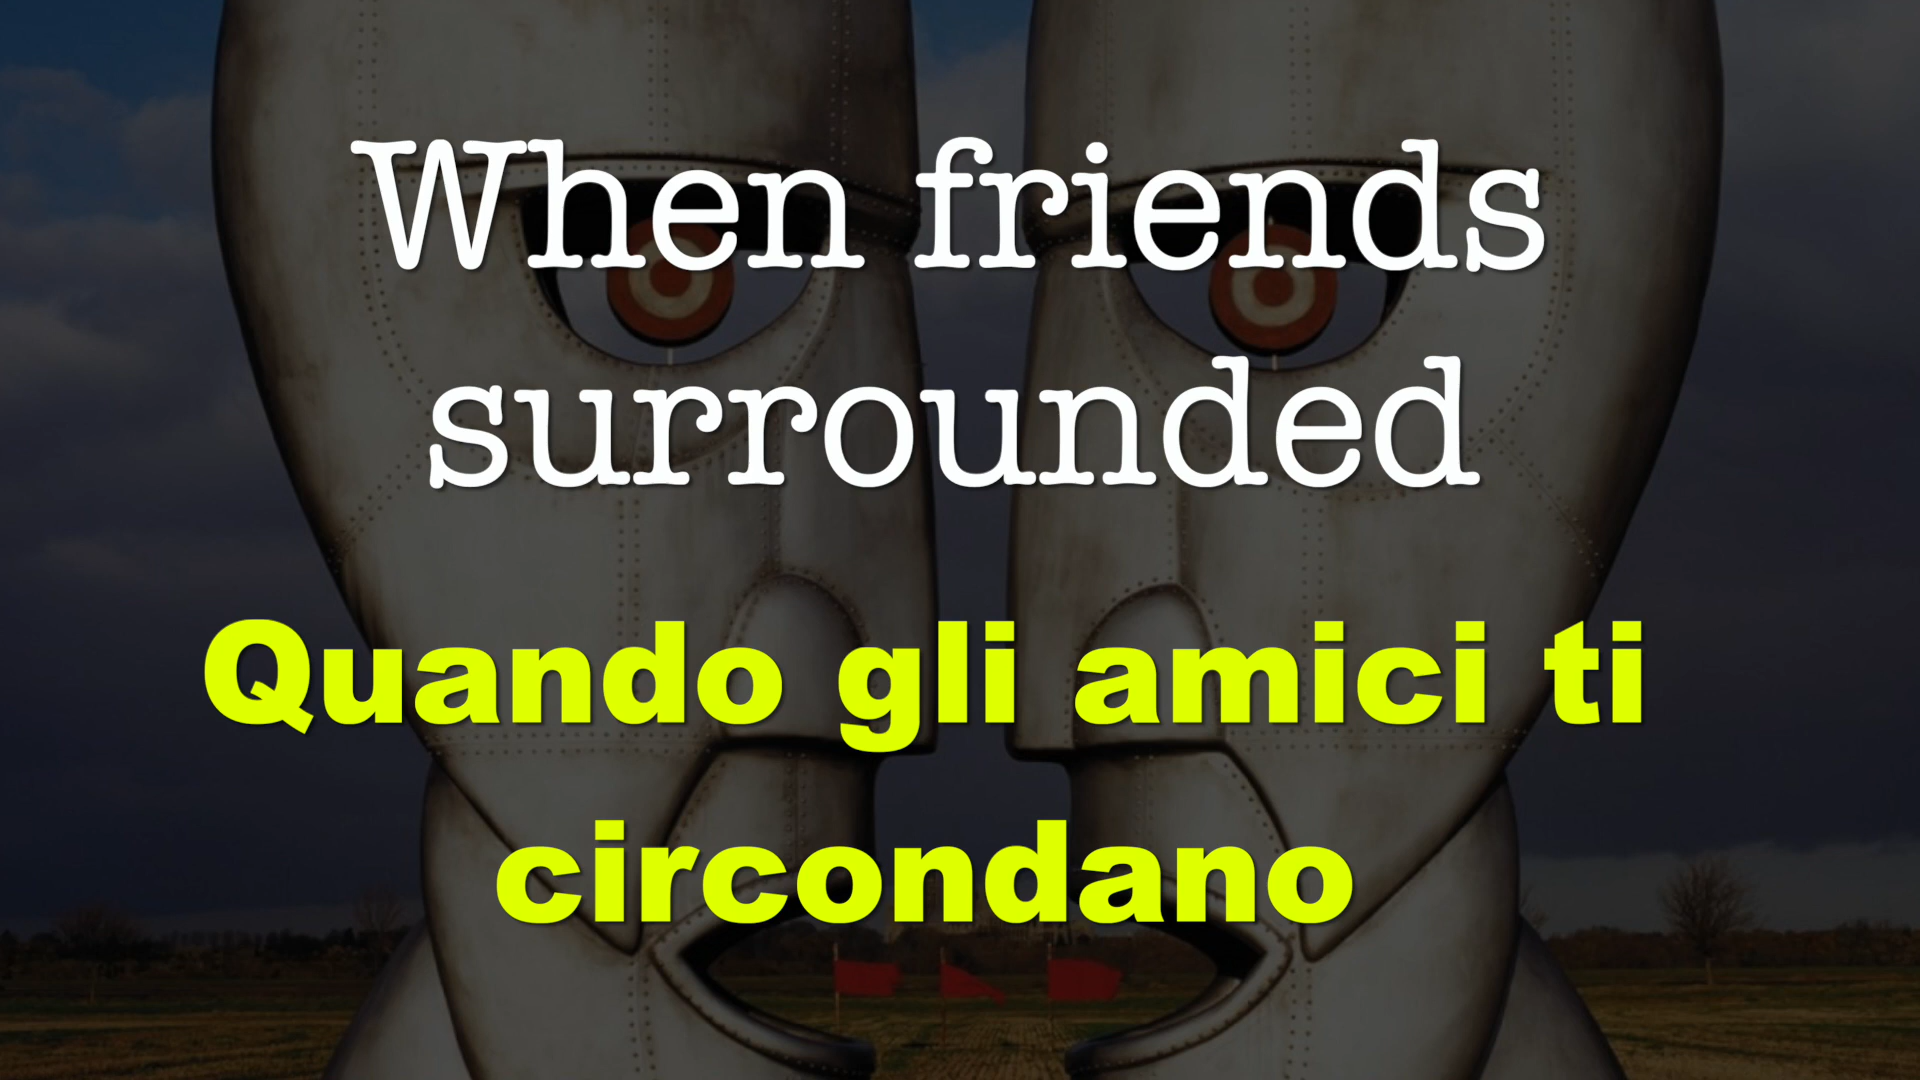 When friends
surrounded
Quando gli amici ti
circondano